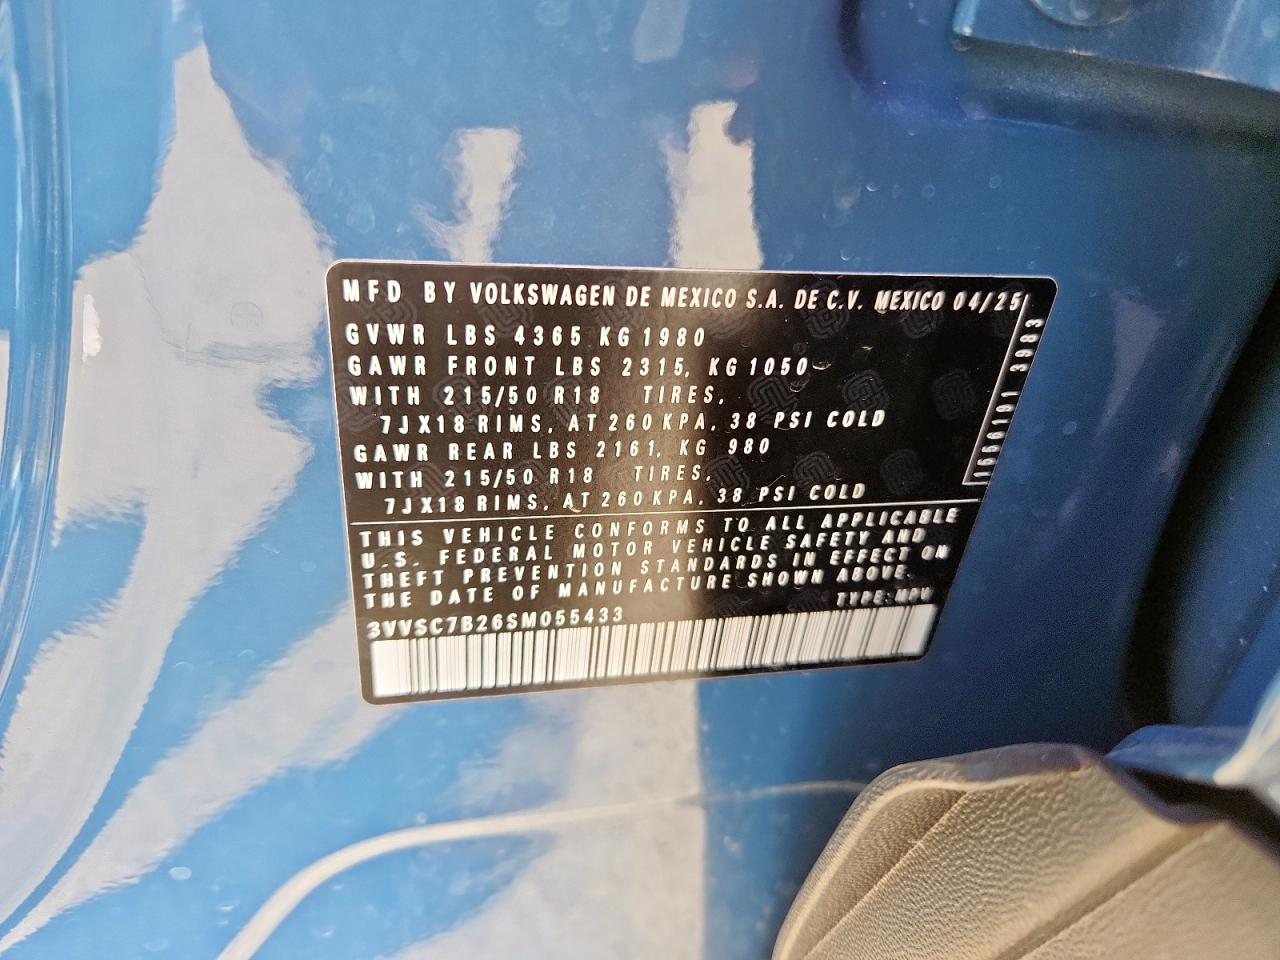 MFD BY VOLKSWAGEN DE MEXICO S.A. DE C.V. MEXICO 04/25
GVWR LBS 4365 KG 1980
GAWR FRONT LBS 2315, KG 1050
WITH 215/50 R18 TIRES,
7JX18 RIMS, AT 260 KPA, 38 PSI COLD
GAWR REAR LBS 2161, KG 980
WITH 215/50 R18 TIRES,
7JX18 RIMS, AT 260 KPA, 38 PSI COLD
1566191 3983
THIS VEHICLE CONFORMS TO ALL APPLICABLE
U.S. FEDERAL MOTOR VEHICLE SAFETY AND
THEFT PREVENTION STANDARDS IN EFFECT ON
THE DATE OF MANUFACTURE SHOWN ABOVE.
TYPE: MPV
3VVSC7B26SM055433